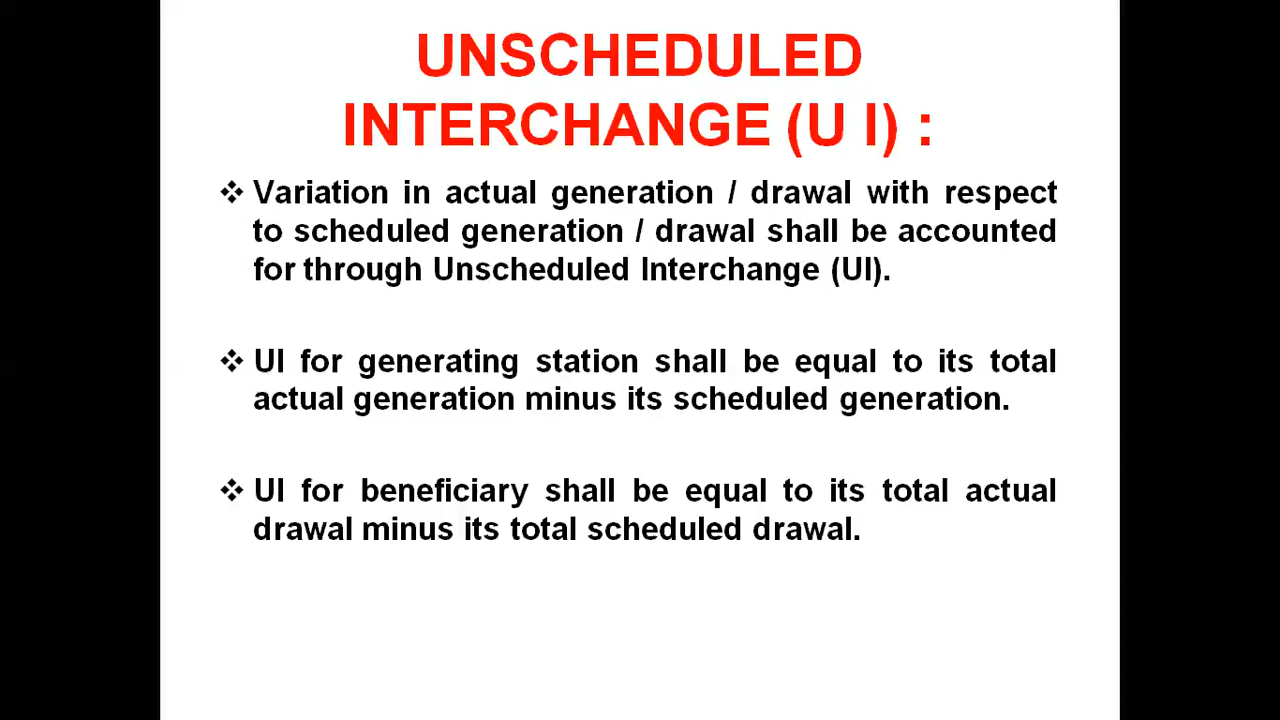 UNSCHEDULED
INTERCHANGE (U I) :
❖ Variation in actual generation / drawal with respect
to scheduled generation / drawal shall be accounted
for through Unscheduled Interchange (UI).
❖ UI for generating station shall be equal to its total
actual generation minus its scheduled generation.
❖ UI for beneficiary shall be equal to its total actual
drawal minus its total scheduled drawal.